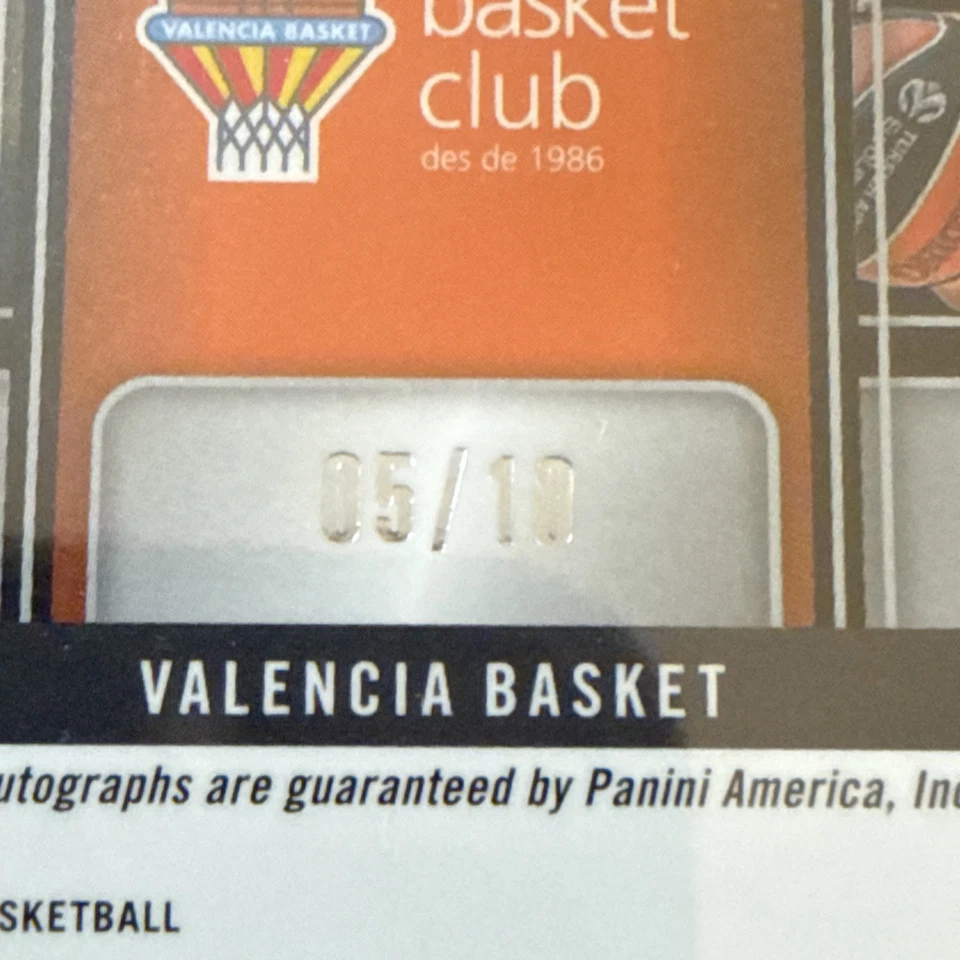 VALENCIA BASKET
basket
club
des de 1986
05/10
VALENCIA BASKET
utographs are guaranteed by Panini America, Inc
SKETBALL